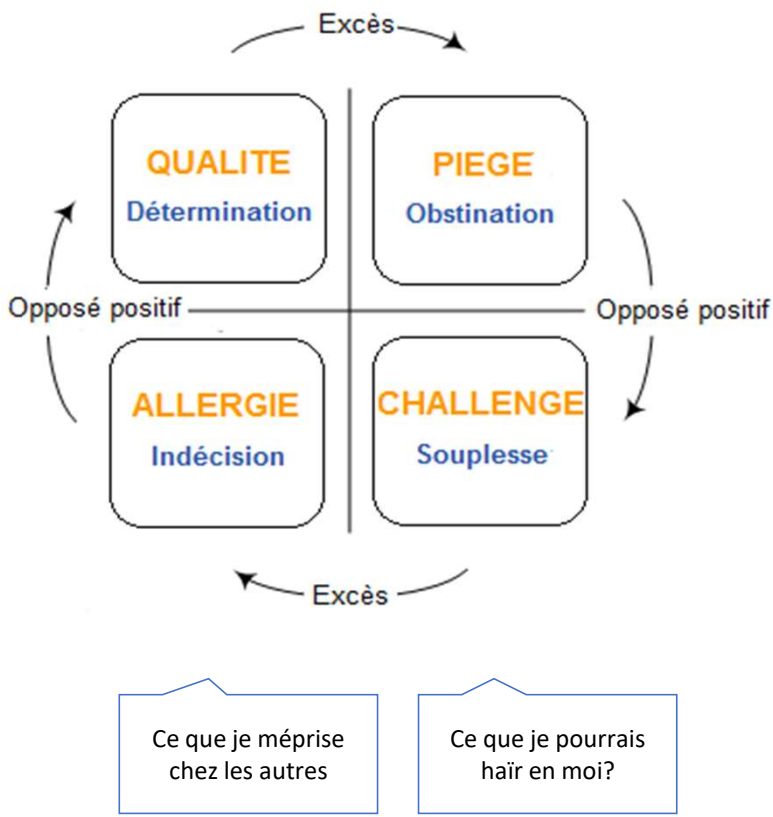 Excès
QUALITE
Détermination
PIEGE
Obstination
Opposé positif
Opposé positif
ALLERGIE
Indécision
CHALLENGE
Souplesse
Excès
Ce que je méprise
chez les autres
Ce que je pourrais
haïr en moi?